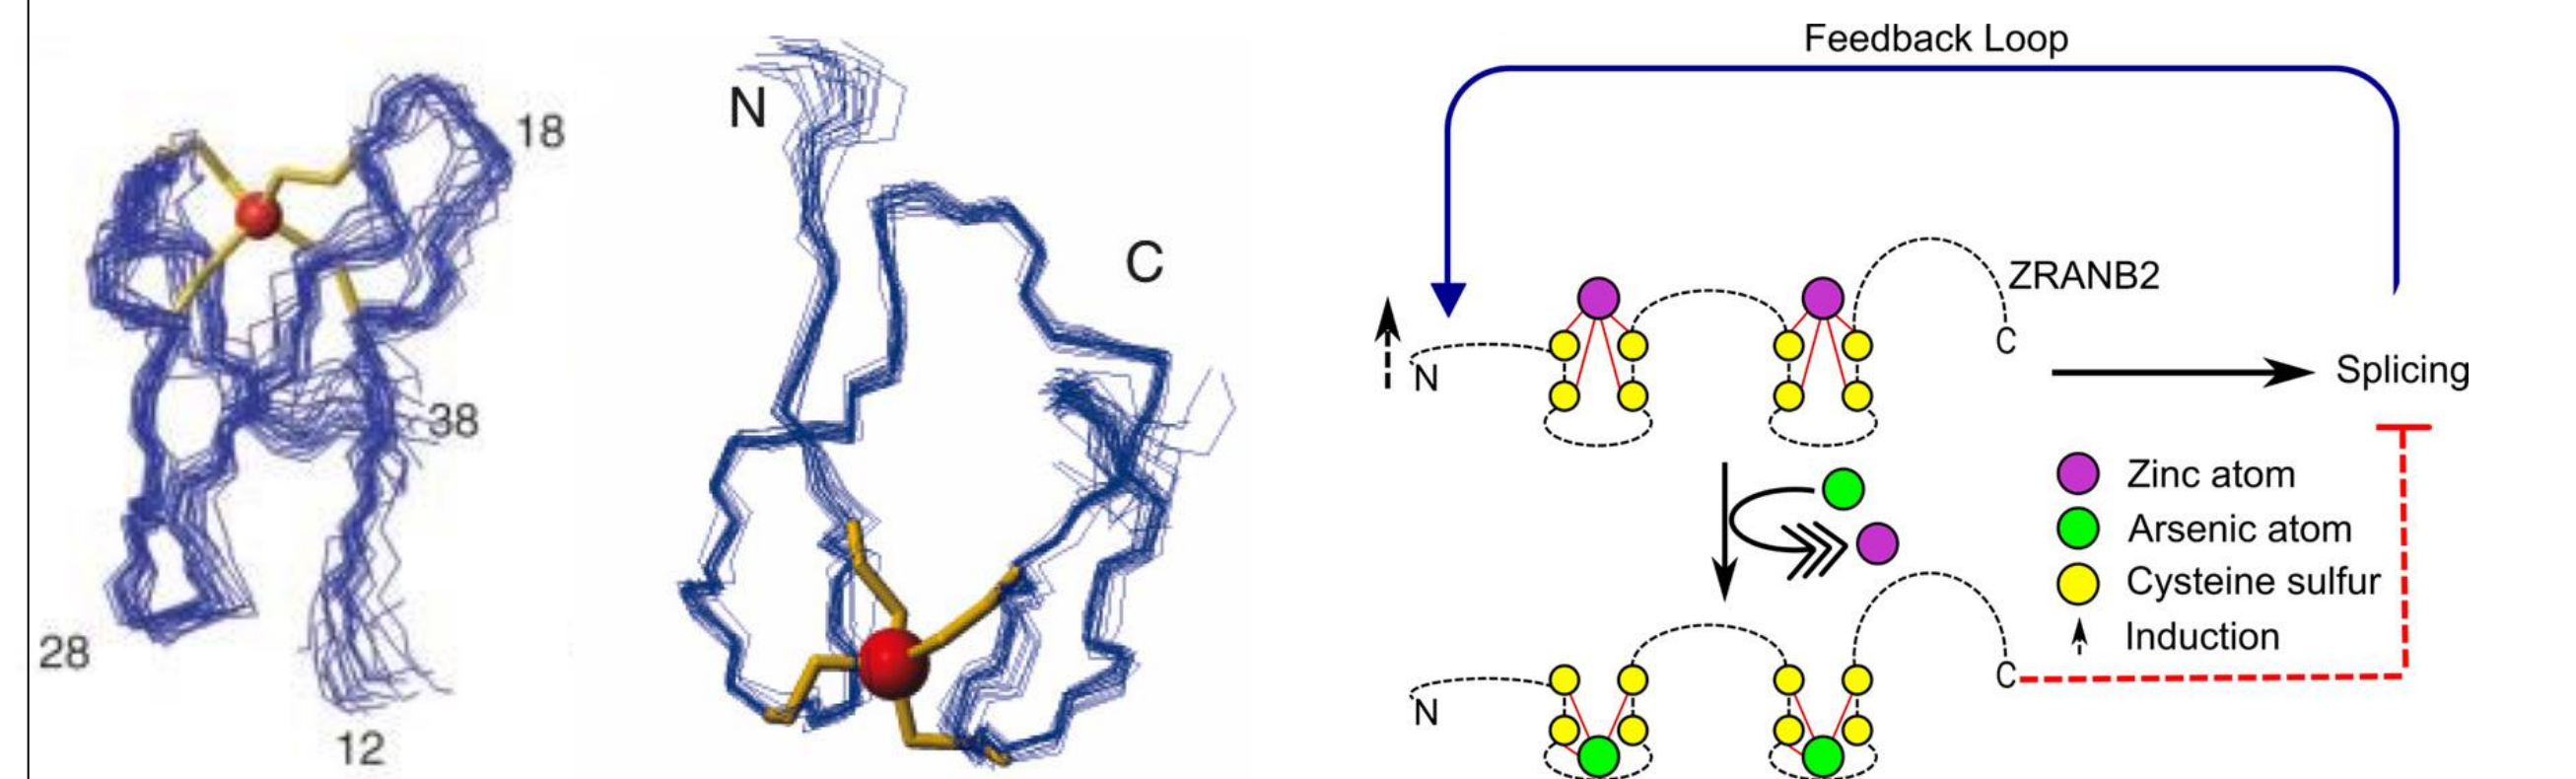 18
38
28
12
N
C
Feedback Loop
ZRANB2
C
N
Splicing
Zinc atom
Arsenic atom
Cysteine sulfur
Induction
C
N